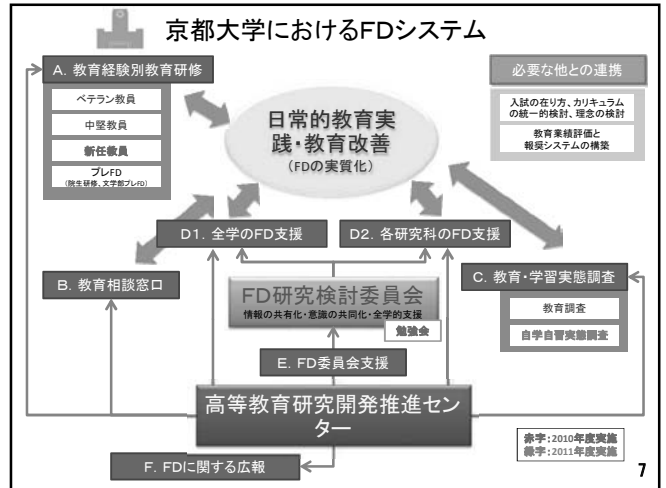 京都大学におけるFDシステム
A. 教育経験別教育研修
ベテラン教員
中堅教員
新任教員
プレFD
(院生研修、文学部プレFD)
日常的教育実
践・教育改善
(FDの実質化)
必要な他との連携
入試の在り方、カリキュラム
の統一的検討、理念の検討
教育業績評価と
報奨システムの構築
D1. 全学のFD支援
D2. 各研究科のFD支援
B. 教育相談窓口
C. 教育・学習実態調査
教育調査
自学自習実態調査
FD研究検討委員会
情報の共有化・意識の共同化・全学的支援
勉強会
E. FD委員会支援
高等教育研究開発推進セン
ター
F. FDに関する広報
赤字：2010年度実施
緑字：2011年度実施
7